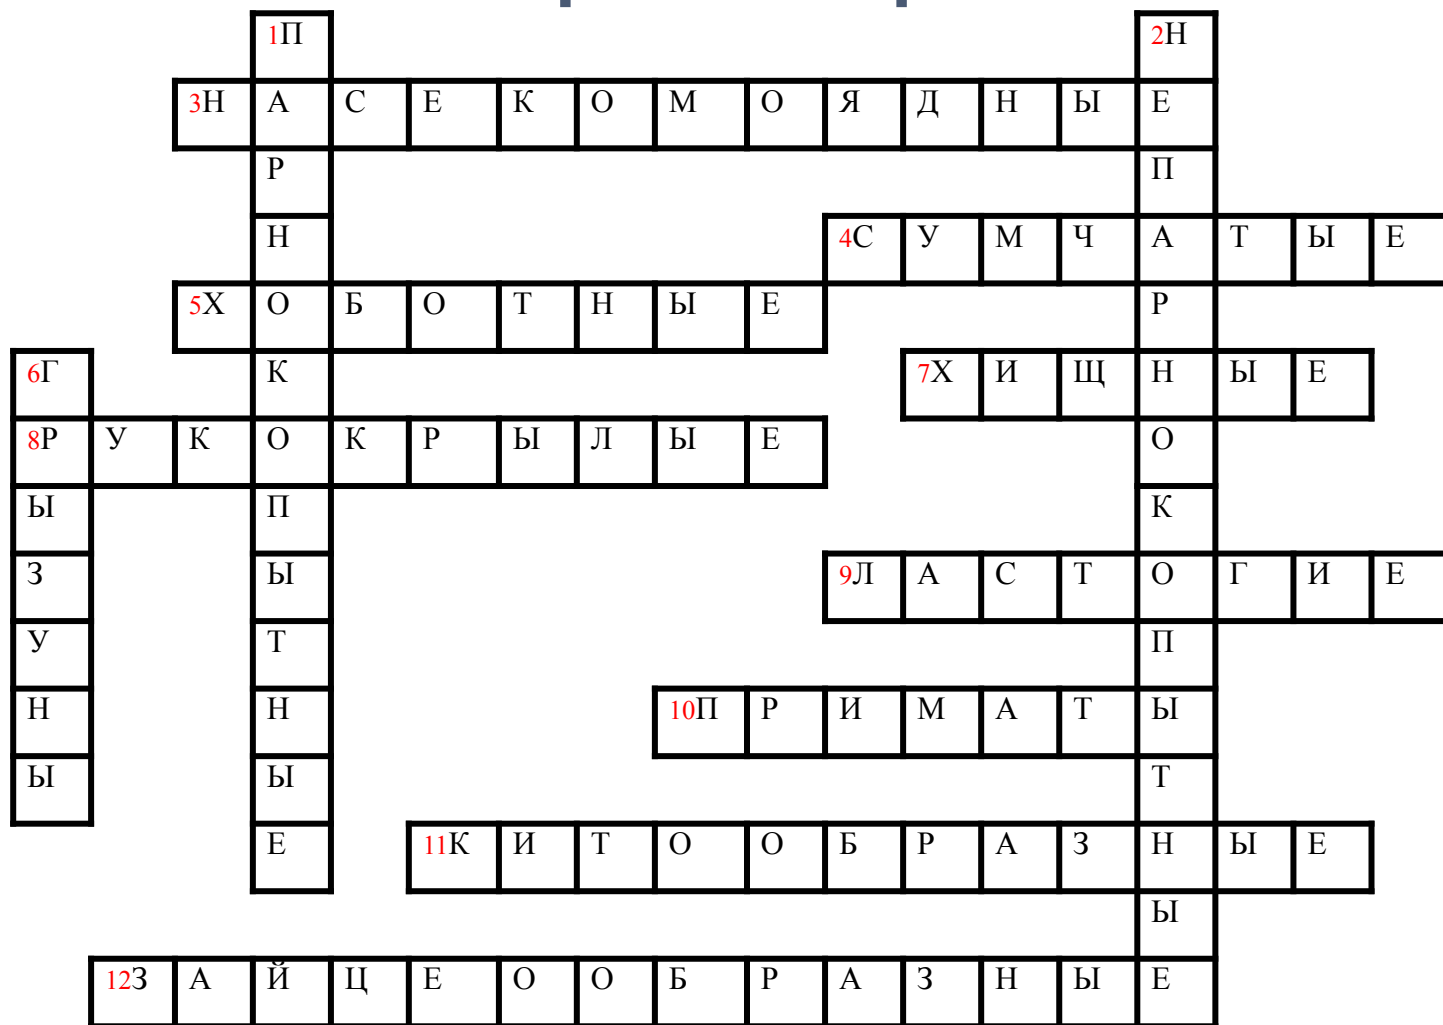 1П 2Н
3Н А С Е К О М О Я Д Н Ы Е
Р П
Н 4С У М Ч А Т Ы Е
5Х О Б О Т Н Ы Е Р
6Г К 7Х И Щ Н Ы Е
8Р У К О К Р Ы Л Ы Е О
Ы П К
З Ы 9Л А С Т О Г И Е
У Т П
Н Н 10П Р И М А Т Ы
Ы Ы Т
Е 11К И Т О О Б Р А З Н Ы Е
Ы
12З А Й Ц Е О О Б Р А З Н Ы Е